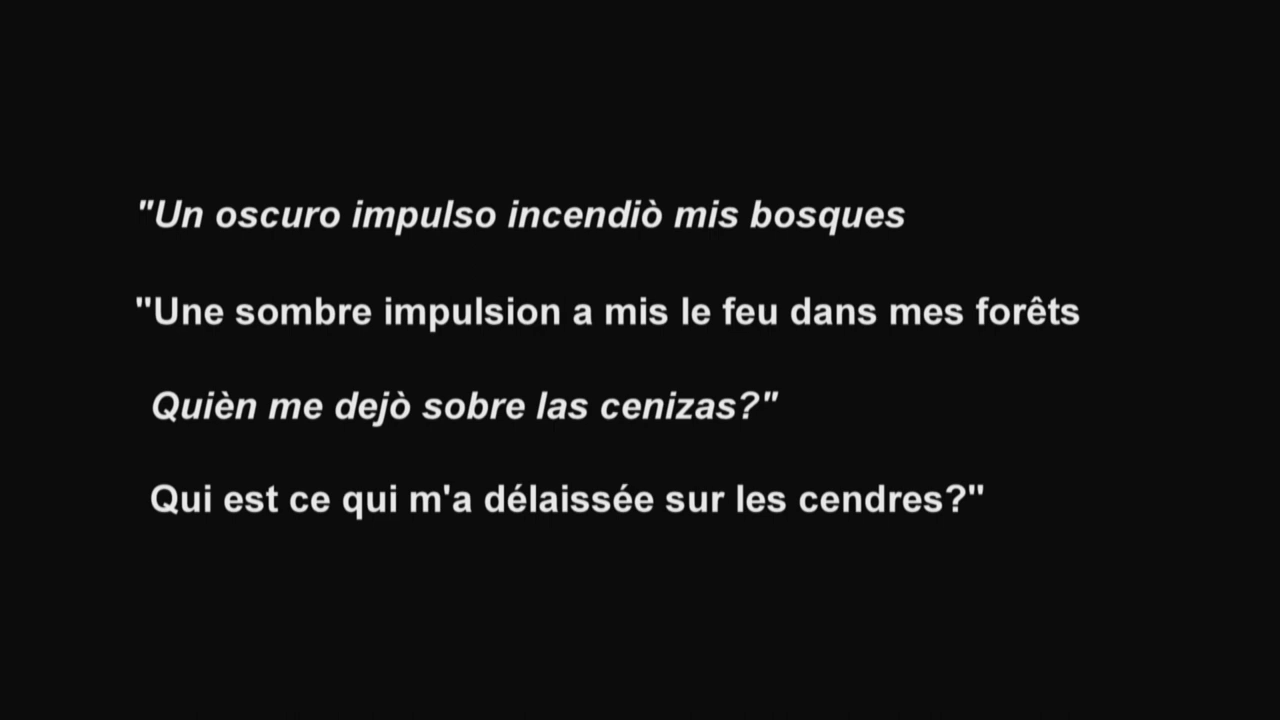 "Un oscuro impulso incendiò mis bosques
"Une sombre impulsion a mis le feu dans mes forêts
Quièn me dejò sobre las cenizas?"
Qui est ce qui m'a délaissée sur les cendres?"